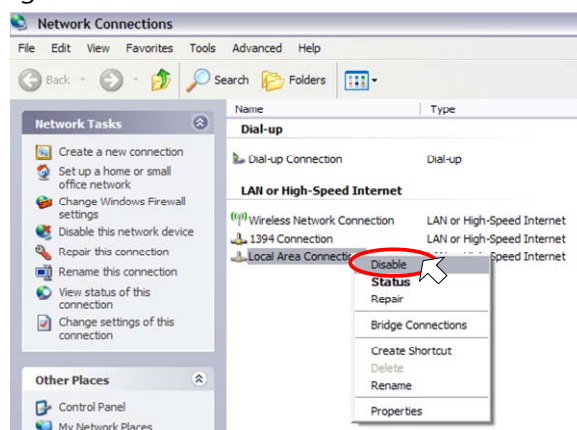 Network Connections
File Edit View Favorites Tools Advanced Help
Back Search Folders
Name Type
Network Tasks
Create a new connection
Set up a home or small
office network
Change Windows Firewall
settings
Disable this network device
Repair this connection
Rename this connection
View status of this
connection
Change settings of this
connection
Other Places
Control Panel
My Network Places
Dial-up
Dial-up Connection Dial-up
LAN or High-Speed Internet
Wireless Network Connection LAN or High-Speed Internet
1394 Connection LAN or High-Speed Internet
Local Area Connectio Speed Internet
Disable
Status
Repair
Bridge Connections
Create Shortcut
Delete
Rename
Properties